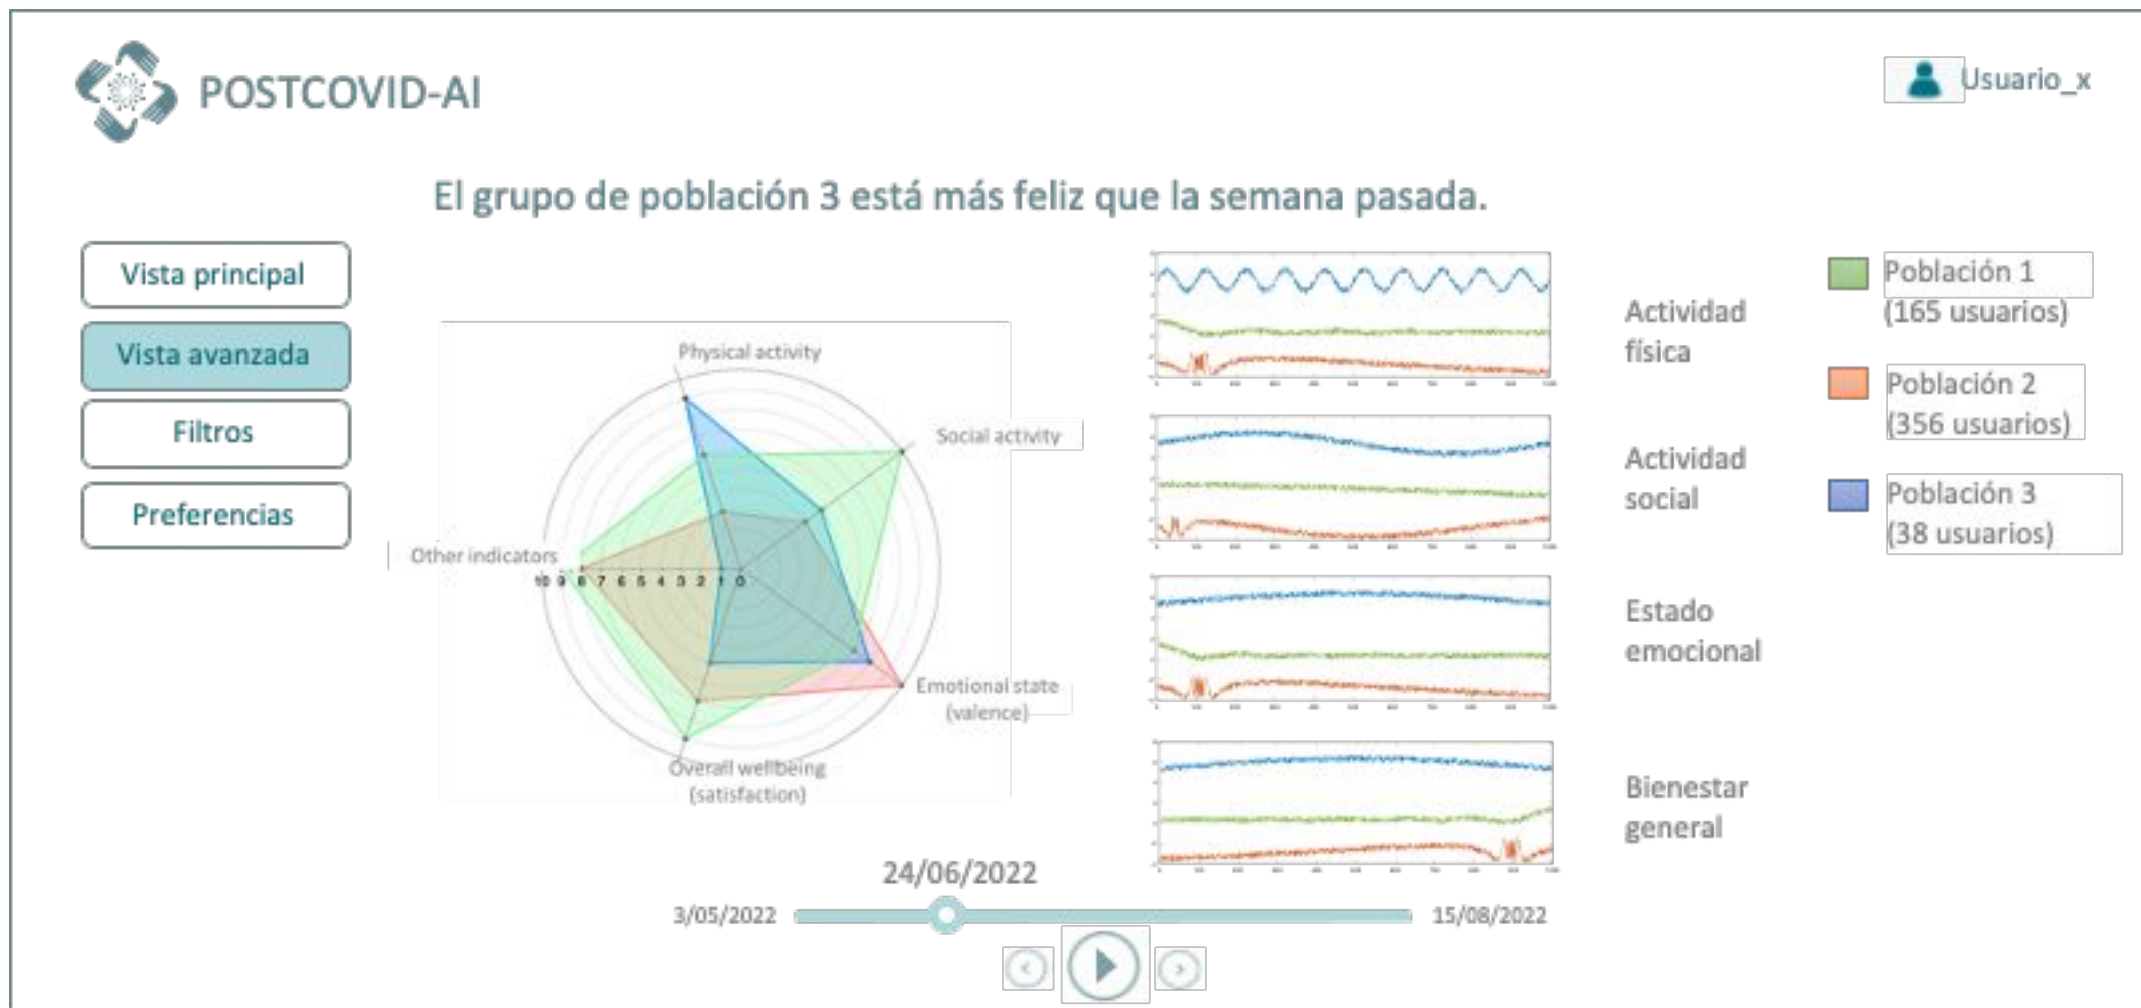 POSTCOVID-AI
Usuario_x
El grupo de población 3 está más feliz que la semana pasada.
Vista principal
Vista avanzada
Filtros
Preferencias
Physical activity
Social activity
Other indicators
10 9 8 7 6 5 4 3 2 1 0
Emotional state
(valence)
Overall wellbeing
(satisfaction)
Actividad
física
Actividad
social
Estado
emocional
Bienestar
general
Población 1
(165 usuarios)
Población 2
(356 usuarios)
Población 3
(38 usuarios)
24/06/2022
3/05/2022
15/08/2022